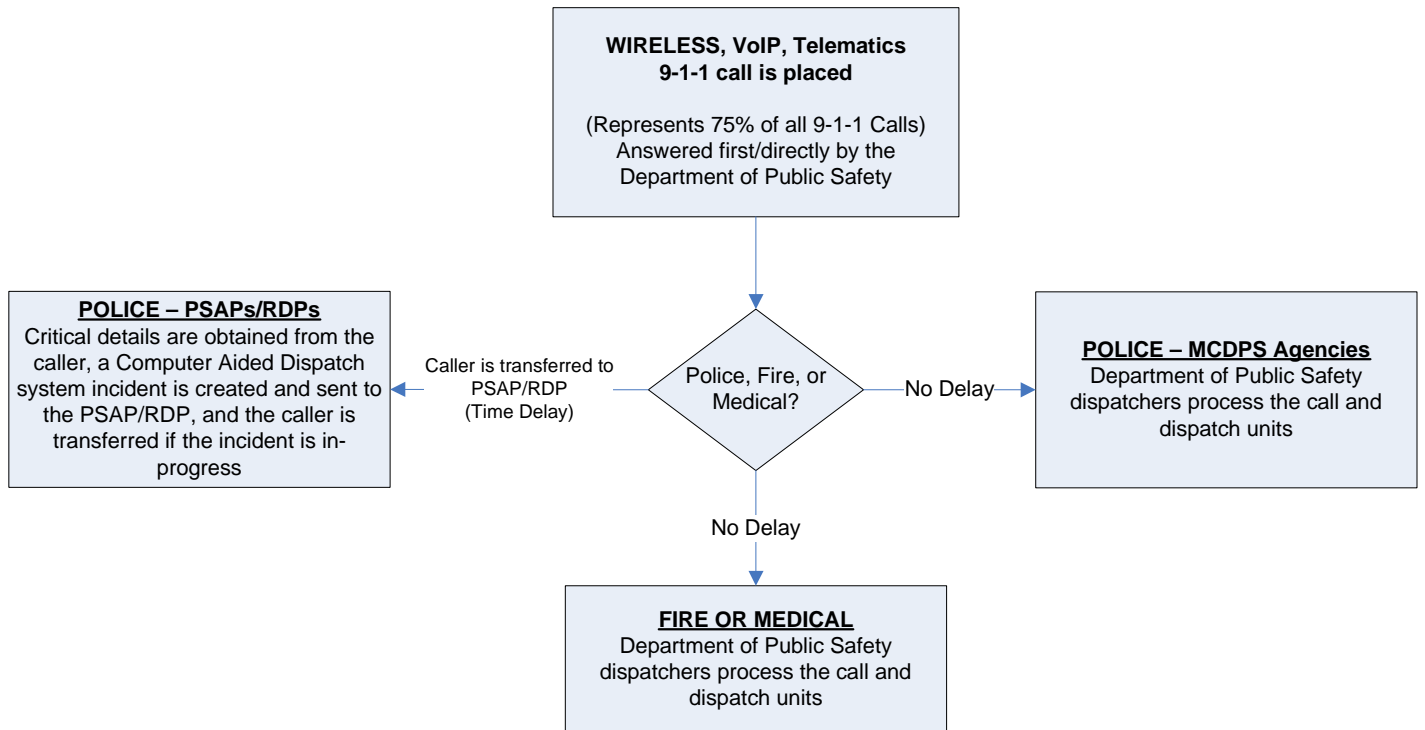 WIRELESS, VoIP, Telematics
9-1-1 call is placed
(Represents 75% of all 9-1-1 Calls)
Answered first/directly by the
Department of Public Safety
POLICE – PSAPs/RDPs
Critical details are obtained from the
caller, a Computer Aided Dispatch
system incident is created and sent to
the PSAP/RDP, and the caller is
transferred if the incident is in-
progress
Caller is transferred to
PSAP/RDP
(Time Delay)
Police, Fire, or
Medical?
No Delay
POLICE – MCDPS Agencies
Department of Public Safety
dispatchers process the call and
dispatch units
No Delay
FIRE OR MEDICAL
Department of Public Safety
dispatchers process the call and
dispatch units